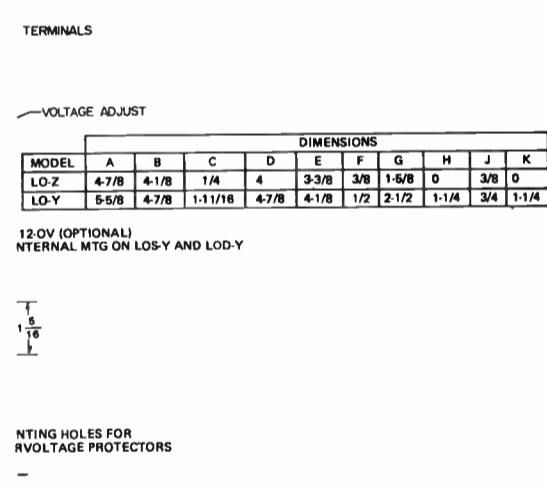 TERMINALS
VOLTAGE ADJUST
DIMENSIONS
MODEL A B C D E F G H J K
LO-Z 4-7/8 4-1/8 1/4 4 3-3/8 3/8 1-5/8 0 3/8 0
LO-Y 5-5/8 4-7/8 1-11/16 4-7/8 4-1/8 1/2 2-1/2 1-1/4 3/4 1-1/4
12-OV (OPTIONAL)
NTERNAL MTG ON LOS-Y AND LOD-Y
1 5/16
NTING HOLES FOR
RVOLTAGE PROTECTORS